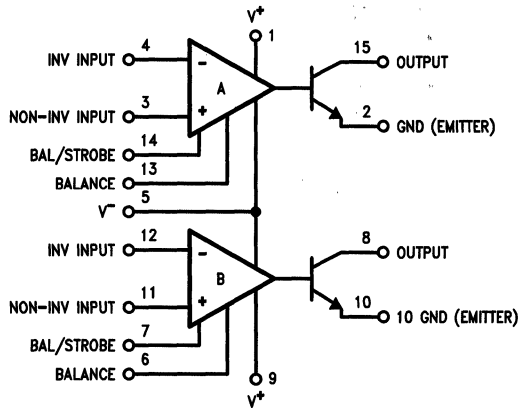 V+
1
4
INV INPUT
-
15
OUTPUT
A
3
NON-INV INPUT
+
2
GND (EMITTER)
14
BAL/STROBE
13
BALANCE
5
V-
12
INV INPUT
-
8
OUTPUT
B
11
NON-INV INPUT
+
10
10 GND (EMITTER)
7
BAL/STROBE
6
BALANCE
9
V+